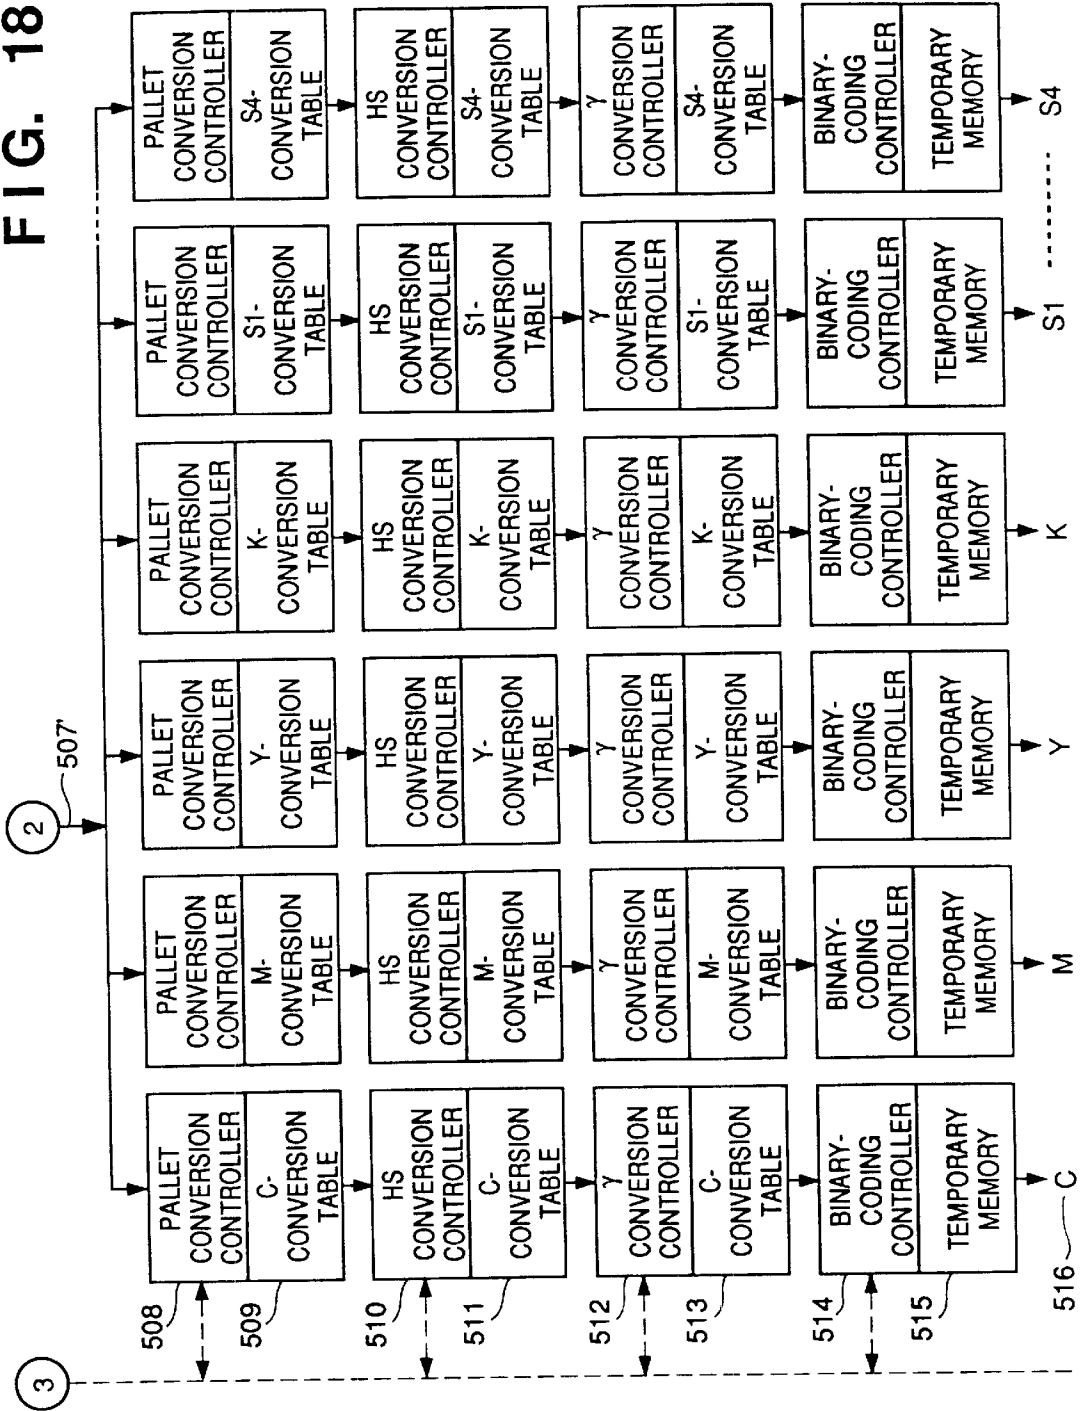 FIG. 18
2
507'
3
PALLET
CONVERSION
CONTROLLER
C-
CONVERSION
TABLE
PALLET
CONVERSION
CONTROLLER
M-
CONVERSION
TABLE
PALLET
CONVERSION
CONTROLLER
Y-
CONVERSION
TABLE
PALLET
CONVERSION
CONTROLLER
K-
CONVERSION
TABLE
PALLET
CONVERSION
CONTROLLER
S1-
CONVERSION
TABLE
PALLET
CONVERSION
CONTROLLER
S4-
CONVERSION
TABLE
508
509
HS
CONVERSION
CONTROLLER
C-
CONVERSION
TABLE
HS
CONVERSION
CONTROLLER
M-
CONVERSION
TABLE
HS
CONVERSION
CONTROLLER
Y-
CONVERSION
TABLE
HS
CONVERSION
CONTROLLER
K-
CONVERSION
TABLE
HS
CONVERSION
CONTROLLER
S1-
CONVERSION
TABLE
HS
CONVERSION
CONTROLLER
S4-
CONVERSION
TABLE
510
511
γ
CONVERSION
CONTROLLER
C-
CONVERSION
TABLE
γ
CONVERSION
CONTROLLER
M-
CONVERSION
TABLE
γ
CONVERSION
CONTROLLER
Y-
CONVERSION
TABLE
γ
CONVERSION
CONTROLLER
K-
CONVERSION
TABLE
γ
CONVERSION
CONTROLLER
S1-
CONVERSION
TABLE
γ
CONVERSION
CONTROLLER
S4-
CONVERSION
TABLE
512
513
BINARY-
CODING
CONTROLLER
TEMPORARY
MEMORY
BINARY-
CODING
CONTROLLER
TEMPORARY
MEMORY
BINARY-
CODING
CONTROLLER
TEMPORARY
MEMORY
BINARY-
CODING
CONTROLLER
TEMPORARY
MEMORY
BINARY-
CODING
CONTROLLER
TEMPORARY
MEMORY
BINARY-
CODING
CONTROLLER
TEMPORARY
MEMORY
514
515
516
C
M
Y
K
S1
S4